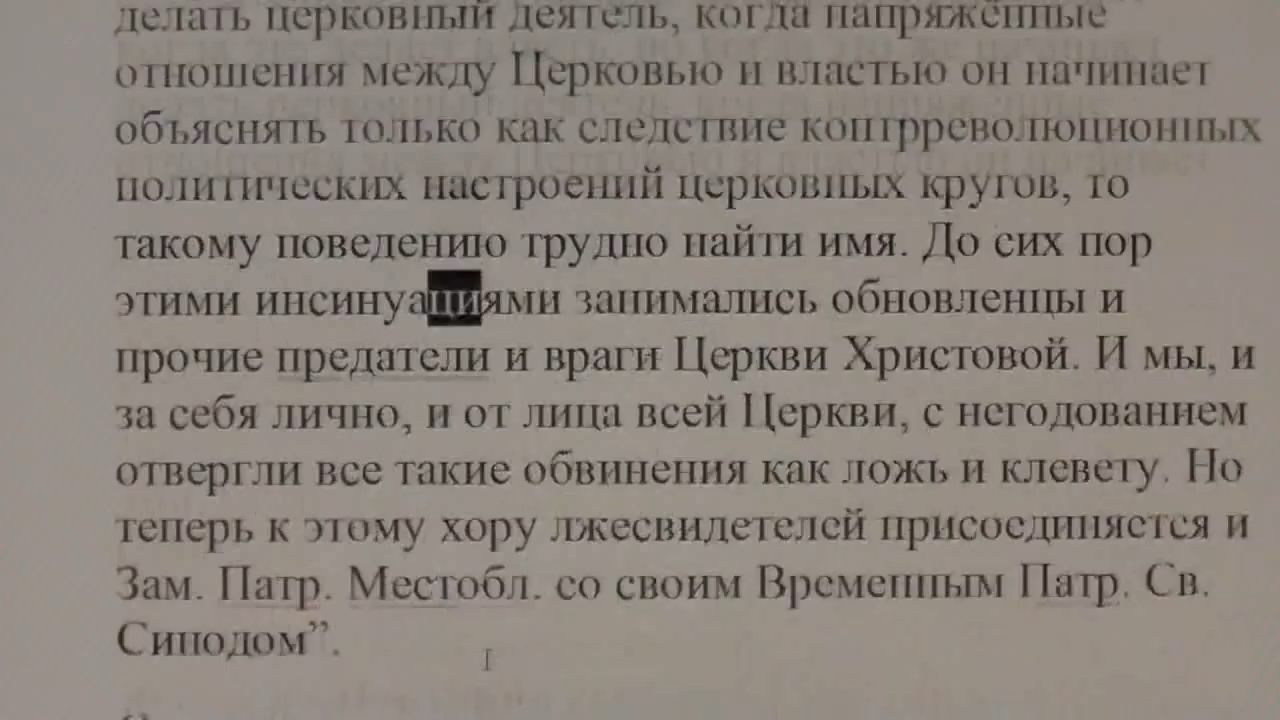 делать церковный деятель, когда напряжённые
отношения между Церковью и властью он начинает
объяснять только как следствие контрреволюционных
политических настроений церковных кругов, то
такому поведению трудно найти имя. До сих пор
этими инсинуациями занимались обновленцы и
прочие предатели и враги Церкви Христовой. И мы, и
за себя лично, и от лица всей Церкви, с негодованием
отвергли все такие обвинения как ложь и клевету. Но
теперь к этому хору лжесвидетелей присоединяется и
Зам. Патр. Местобл. со своим Временным Патр. Св.
Синодом”.